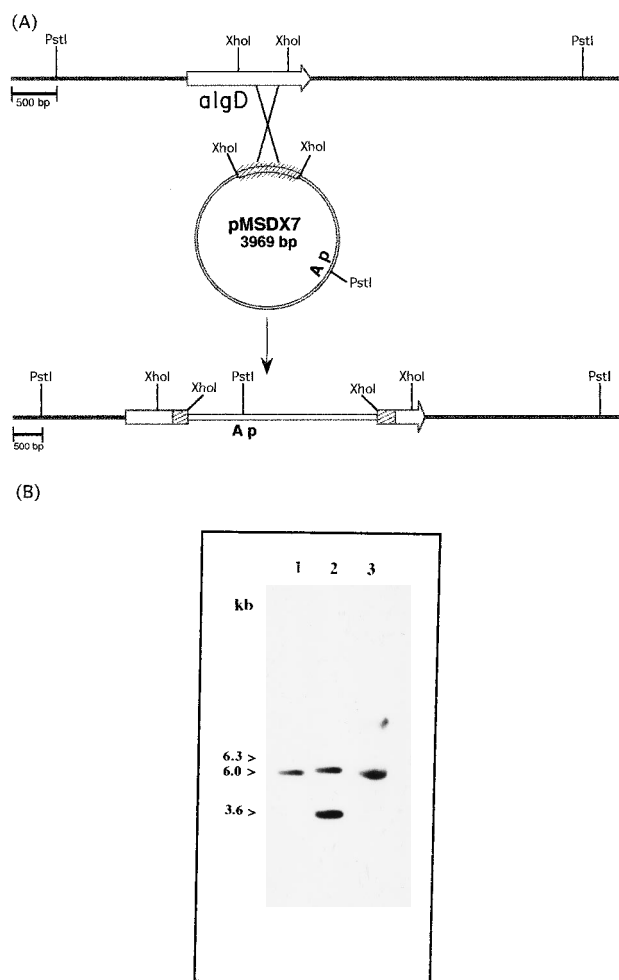 (A)
PstI XhoI XhoI PstI
500 bp
algD
XhoI XhoI
pMSDX7
3969 bp
Ap
PstI
PstI XhoI XhoI PstI XhoI XhoI PstI
500 bp
Ap
(B)
1 2 3
kb
6.3 >
6.0 >
3.6 >